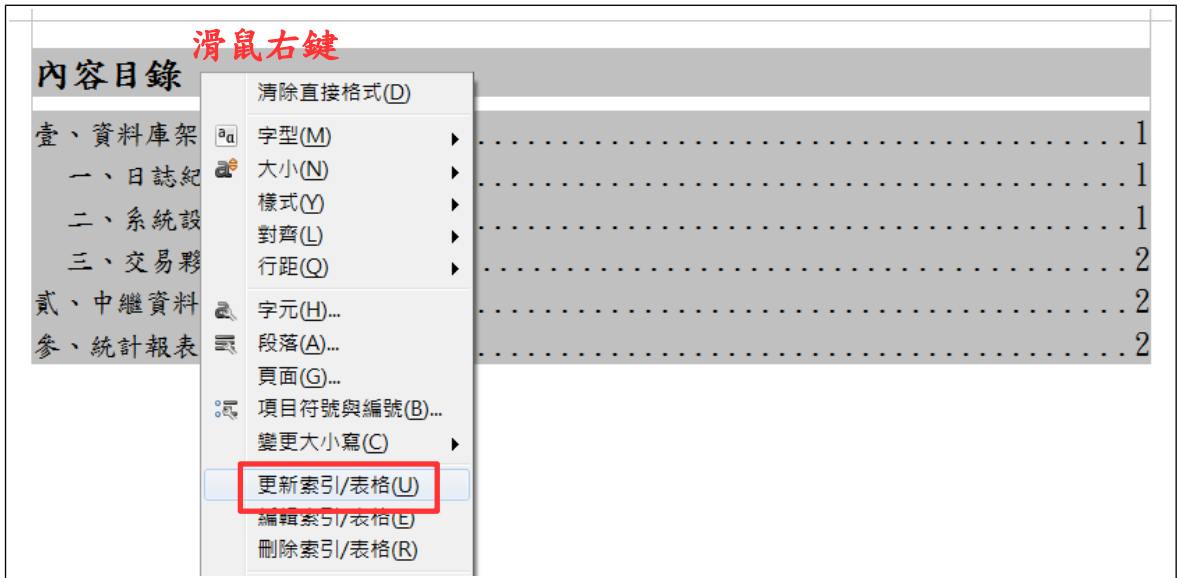 滑鼠右鍵
內容目錄
壹、資料庫架 ........................................ 1
一、日誌紀 ........................................ 1
二、系統設 ........................................ 1
三、交易夥 ........................................ 2
貳、中繼資料 ........................................ 2
參、統計報表 ........................................ 2
清除直接格式(D)
字型(M)
大小(N)
樣式(Y)
對齊(L)
行距(Q)
字元(H)...
段落(A)...
頁面(G)...
項目符號與編號(B)...
變更大小寫(C)
更新索引/表格(U)
編輯索引/表格(E)
刪除索引/表格(R)